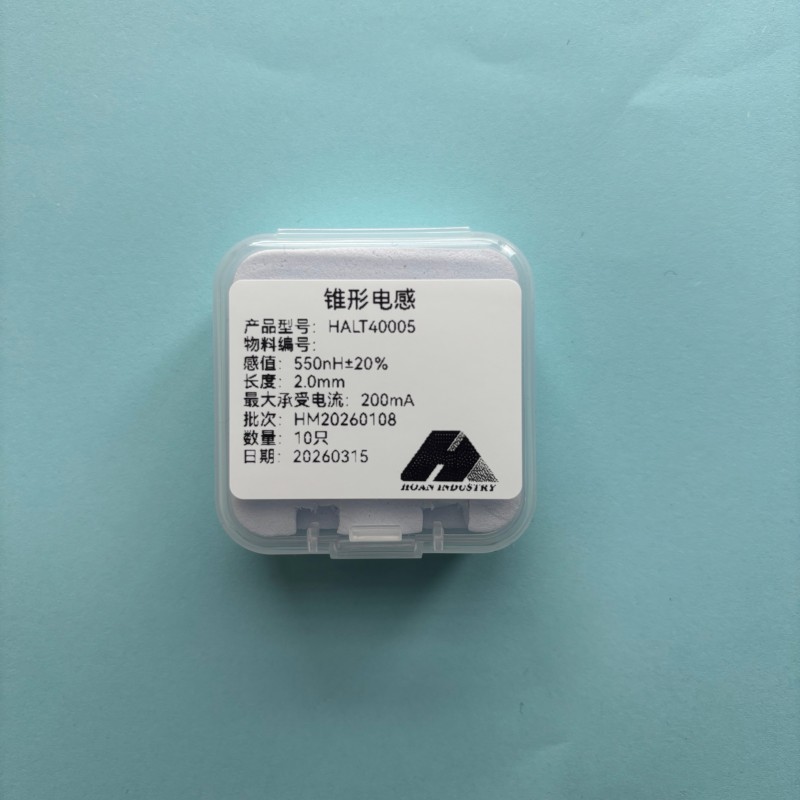 锥形电感
产品型号：HALT40005
物料编号：
感值：550nH±20%
长度：2.0mm
最大承受电流：200mA
批次：HM20260108
数量：10只
日期：20260315
HOAN INDUSTRY